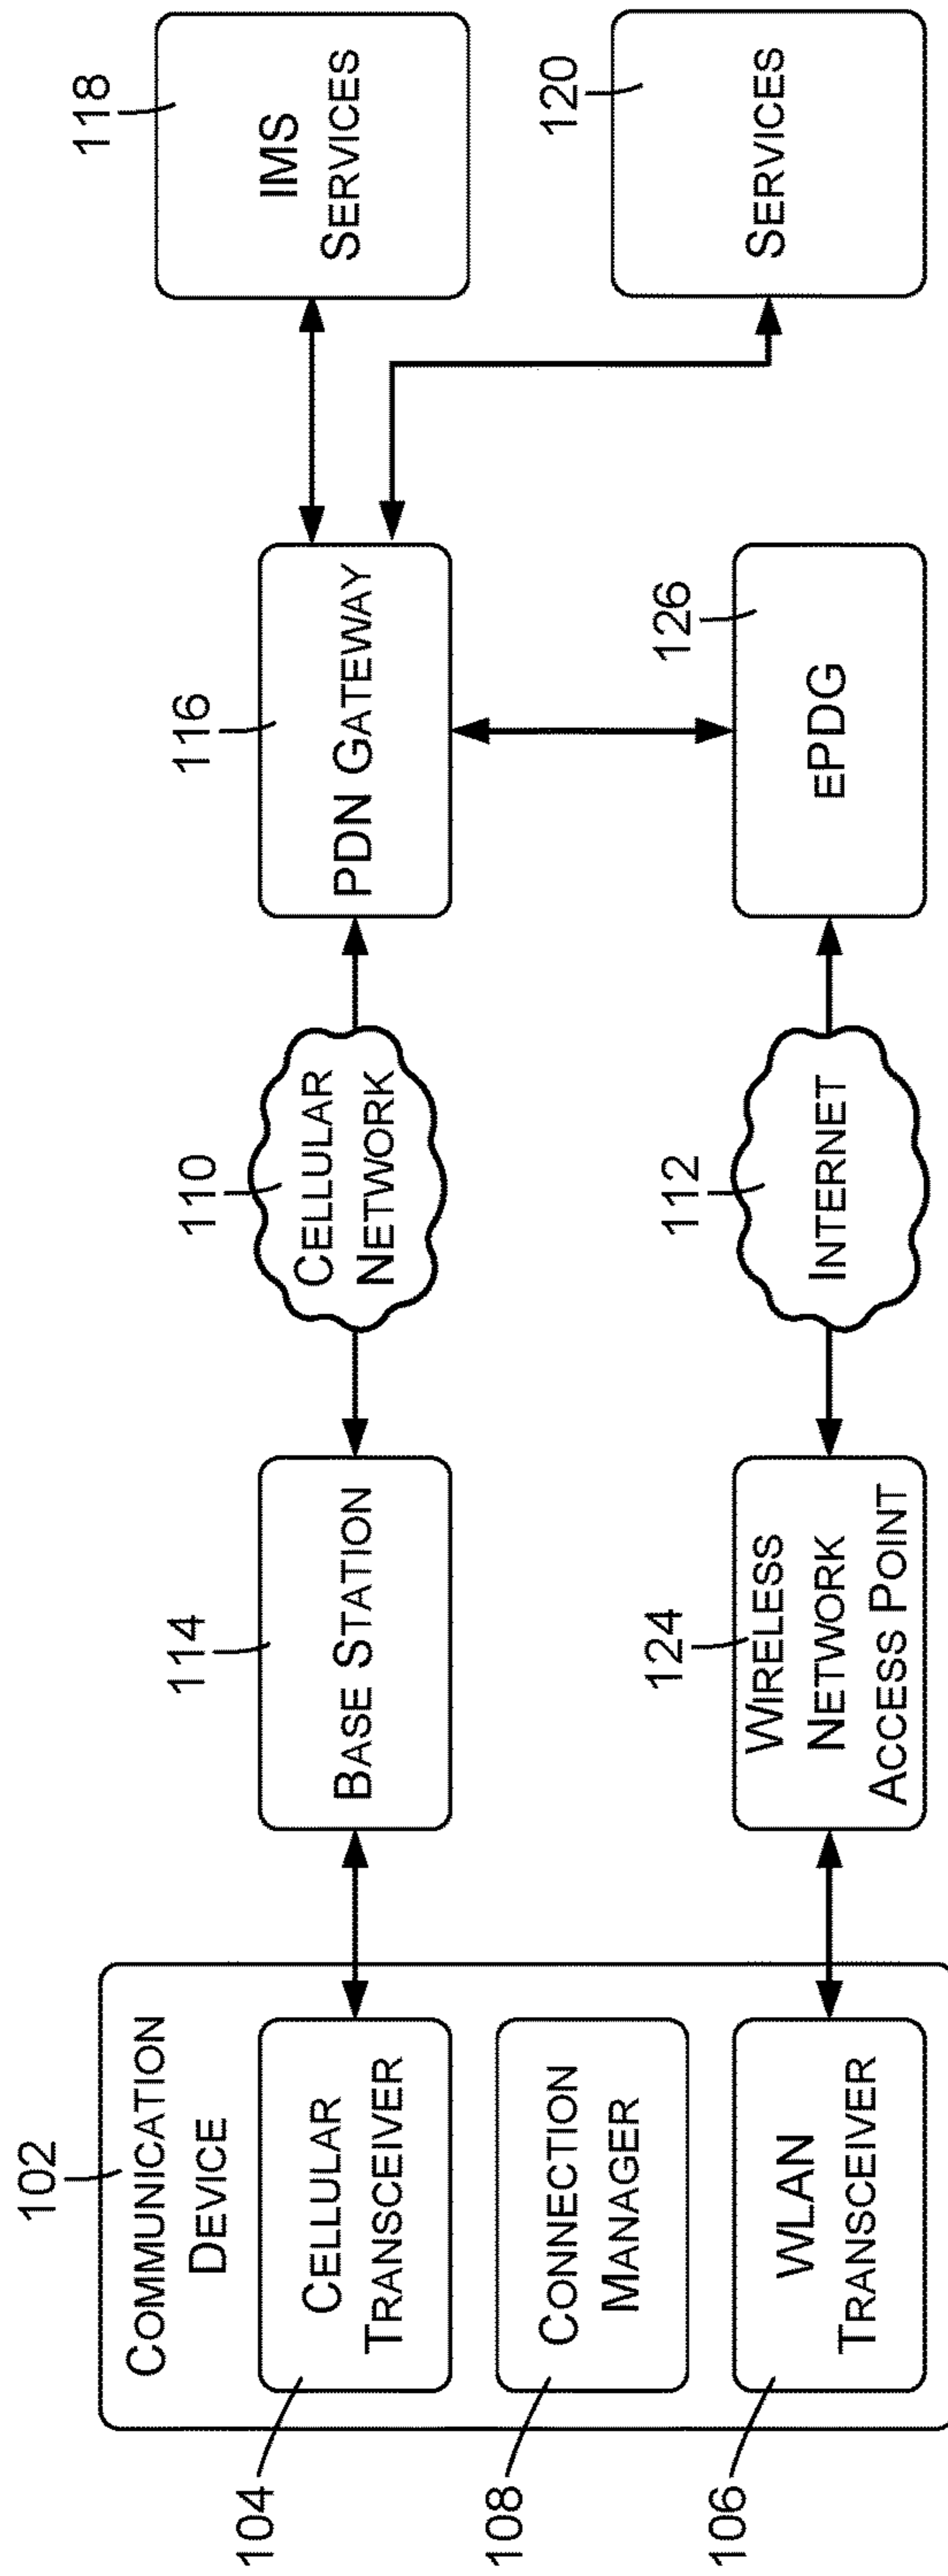 102
COMMUNICATION
DEVICE
104
CELLULAR
TRANSCEIVER
108
CONNECTION
MANAGER
106
WLAN
TRANSCEIVER
114
BASE STATION
124
WIRELESS
NETWORK
ACCESS POINT
110
CELLULAR
NETWORK
112
INTERNET
116
PDN GATEWAY
126
EPDG
118
IMS
SERVICES
120
SERVICES